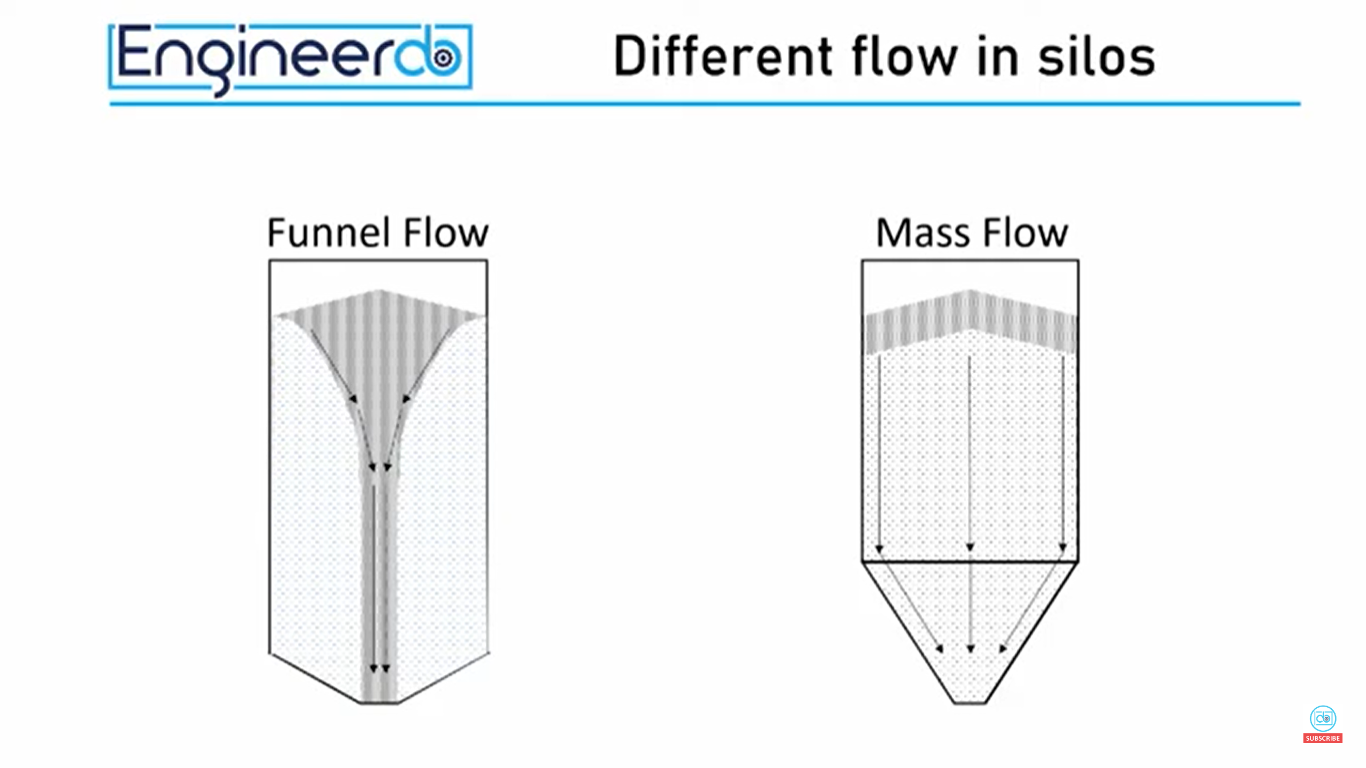 Engineerdo
Different flow in silos
Funnel Flow
Mass Flow
SUBSCRIBE